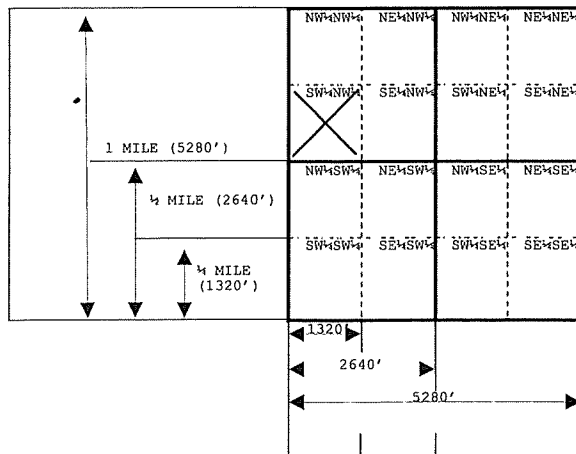 NW¼NW¼ NE¼NW¼ NW¼NE¼ NE¼NE¼
SW¼NW¼ SE¼NW¼ SW¼NE¼ SE¼NE¼
1 MILE (5280')
NW¼SW¼ NE¼SW¼ NW¼SE¼ NE¼SE¼
½ MILE (2640')
SW¼SW¼ SE¼SW¼ SW¼SE¼ SE¼SE¼
¼ MILE
(1320')
1320'
2640'
5280'